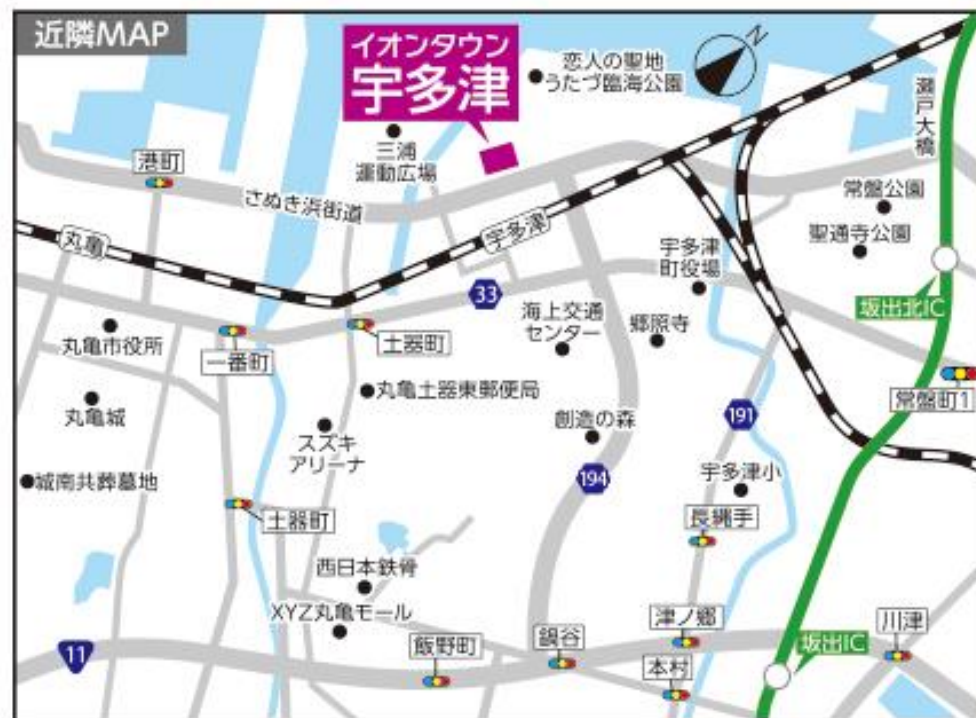 近隣MAP
イオンタウン
宇多津
N
恋人の聖地
うたづ臨海公園
瀬戸大橋
三浦
運動広場
港町
さぬき浜街道
常盤公園
聖通寺公園
丸亀
宇多津
宇多津
町役場
33
坂出北IC
海上交通
センター
郷照寺
丸亀市役所
一番町
土器町
丸亀土器東郵便局
常盤町1
丸亀城
スズキ
アリーナ
創造の森
191
城南共葬墓地
194
宇多津小
土器町
長縄手
西日本鉄骨
XYZ丸亀モール
11
飯野町
鍋谷
津ノ郷
本村
坂出IC
川津